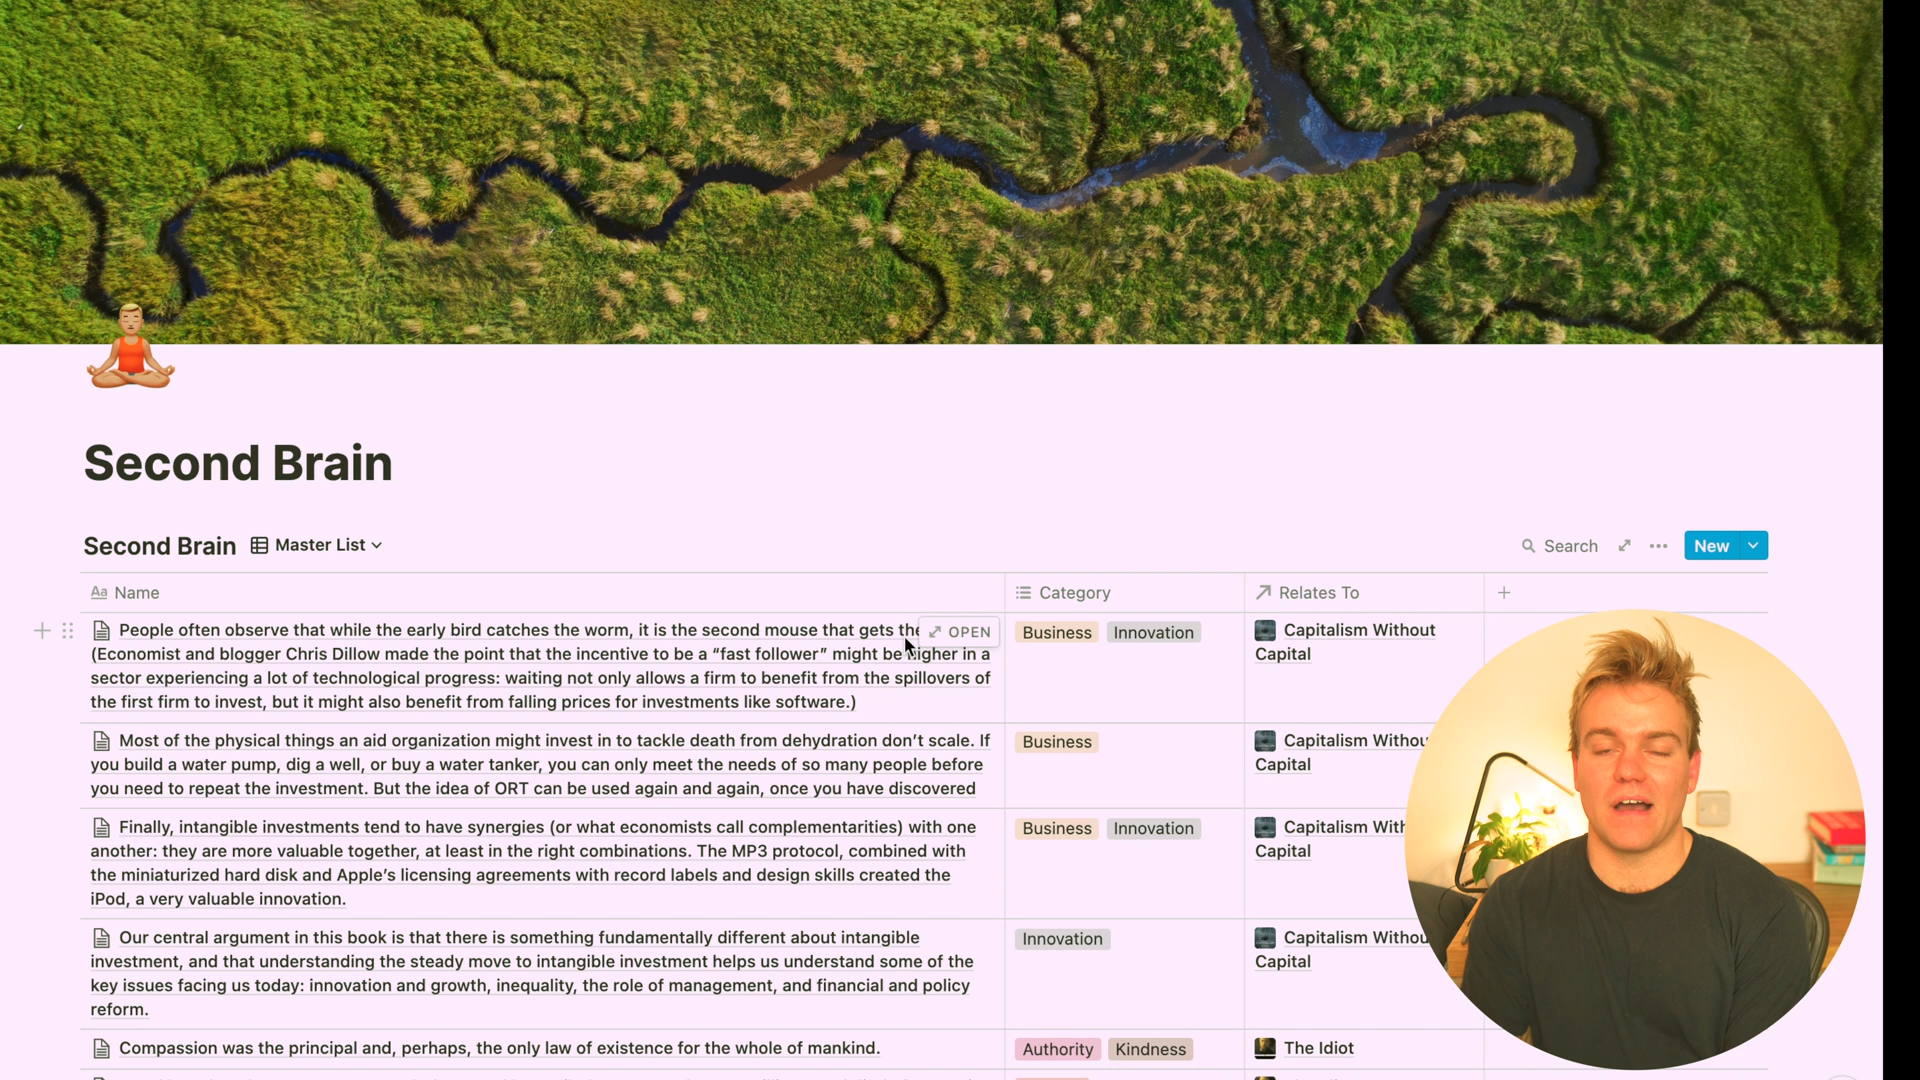 Second Brain
Second Brain Master List
Search New
Aa Name Category Relates To
People often observe that while the early bird catches the worm, it is the second mouse that gets the
OPEN
(Economist and blogger Chris Dillow made the point that the incentive to be a “fast follower” might be higher in a
sector experiencing a lot of technological progress: waiting not only allows a firm to benefit from the spillovers of
the first firm to invest, but it might also benefit from falling prices for investments like software.)
Business Innovation
Capitalism Without
Capital
Most of the physical things an aid organization might invest in to tackle death from dehydration don’t scale. If
you build a water pump, dig a well, or buy a water tanker, you can only meet the needs of so many people before
you need to repeat the investment. But the idea of ORT can be used again and again, once you have discovered
Business
Capitalism Withou
Capital
Finally, intangible investments tend to have synergies (or what economists call complementarities) with one
another: they are more valuable together, at least in the right combinations. The MP3 protocol, combined with
the miniaturized hard disk and Apple’s licensing agreements with record labels and design skills created the
iPod, a very valuable innovation.
Business Innovation
Capitalism With
Capital
Our central argument in this book is that there is something fundamentally different about intangible
investment, and that understanding the steady move to intangible investment helps us understand some of the
key issues facing us today: innovation and growth, inequality, the role of management, and financial and policy
reform.
Innovation
Capitalism Withou
Capital
Compassion was the principal and, perhaps, the only law of existence for the whole of mankind.
Authority Kindness
The Idiot